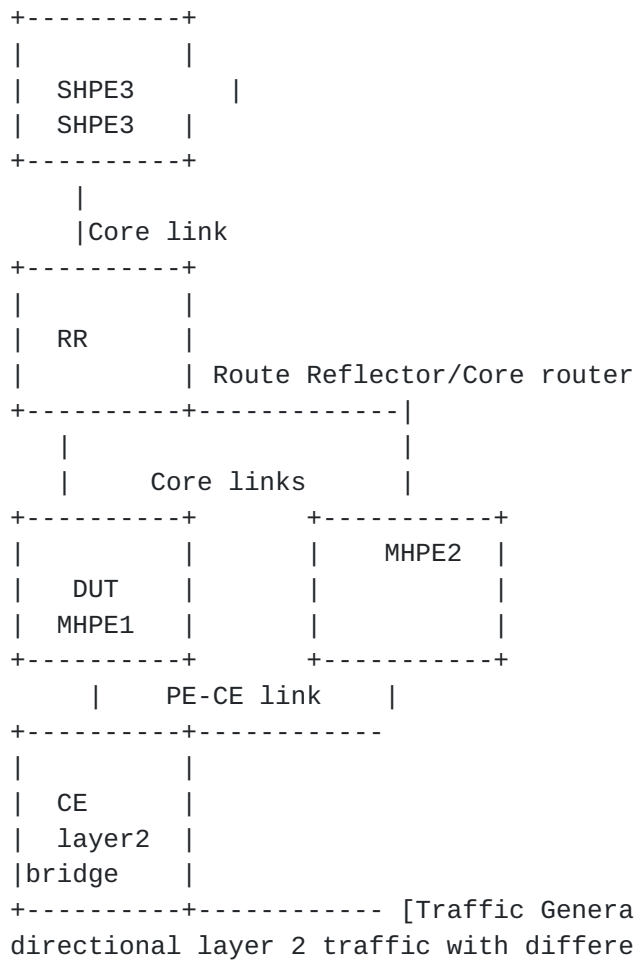 SHPE3
SHPE3
Core link
RR
Route Reflector/Core router
Core links
MHPE2
DUT
MHPE1
PE-CE link
CE
layer2
bridge
[Traffic Genera
directional layer 2 traffic with differe